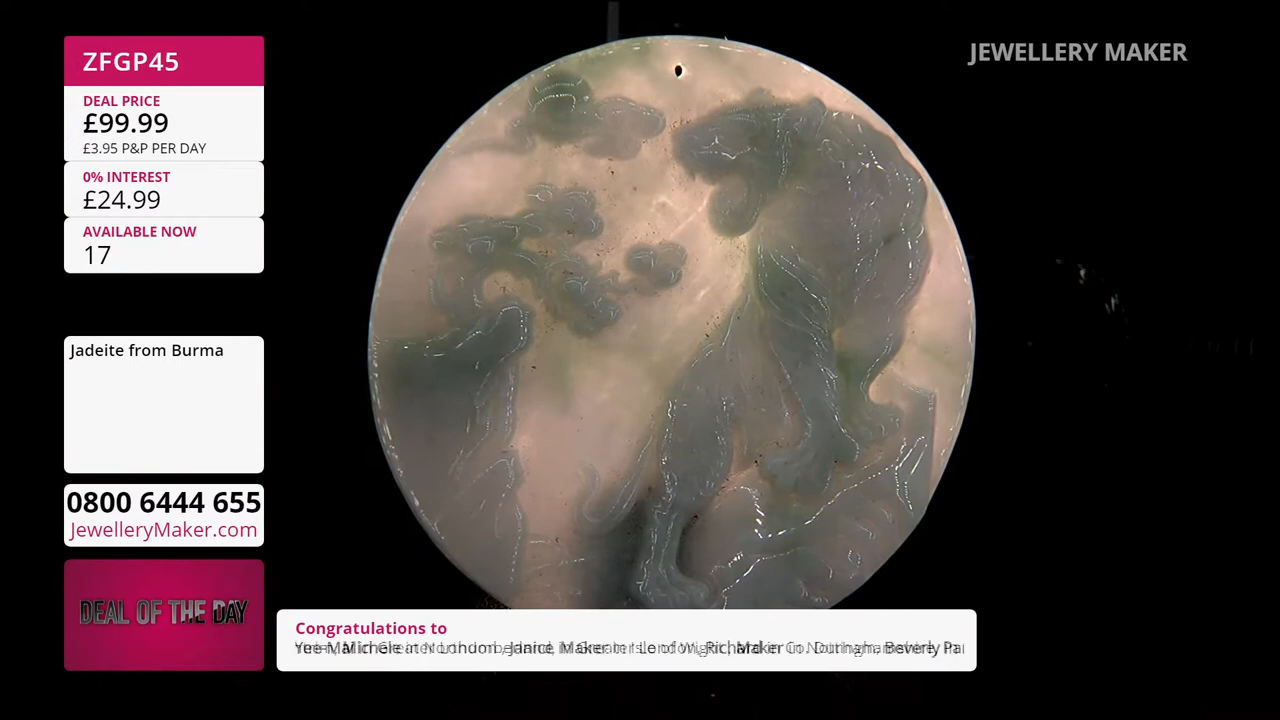 ZFGP45
DEAL PRICE
£99.99
£3.95 P&P PER DAY
0% INTEREST
£24.99
AVAILABLE NOW
17
Jadeite from Burma
0800 6444 655
JewelleryMaker.com
DEAL OF THE DAY
JEWELLERY MAKER
Congratulations to